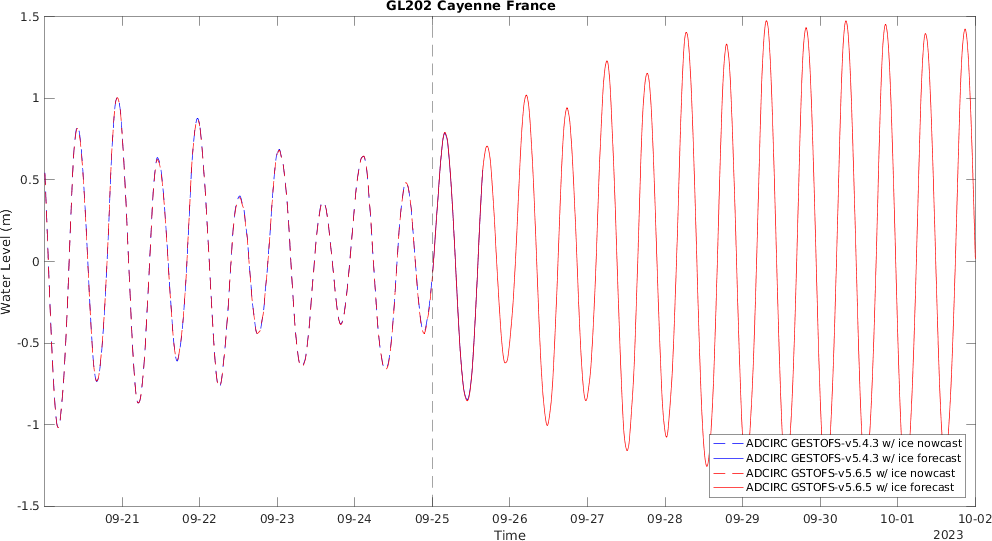 GL202 Cayenne France
Water Level (m)
1.5
1
0.5
0
-0.5
-1
-1.5
ADCIRC GESTOFS-v5.4.3 w/ ice nowcast
ADCIRC GESTOFS-v5.4.3 w/ ice forecast
ADCIRC GSTOFS-v5.6.5 w/ ice nowcast
ADCIRC GSTOFS-v5.6.5 w/ ice forecast
09-21 09-22 09-23 09-24 09-25 09-26 09-27 09-28 09-29 09-30 10-01 10-02
Time
2023